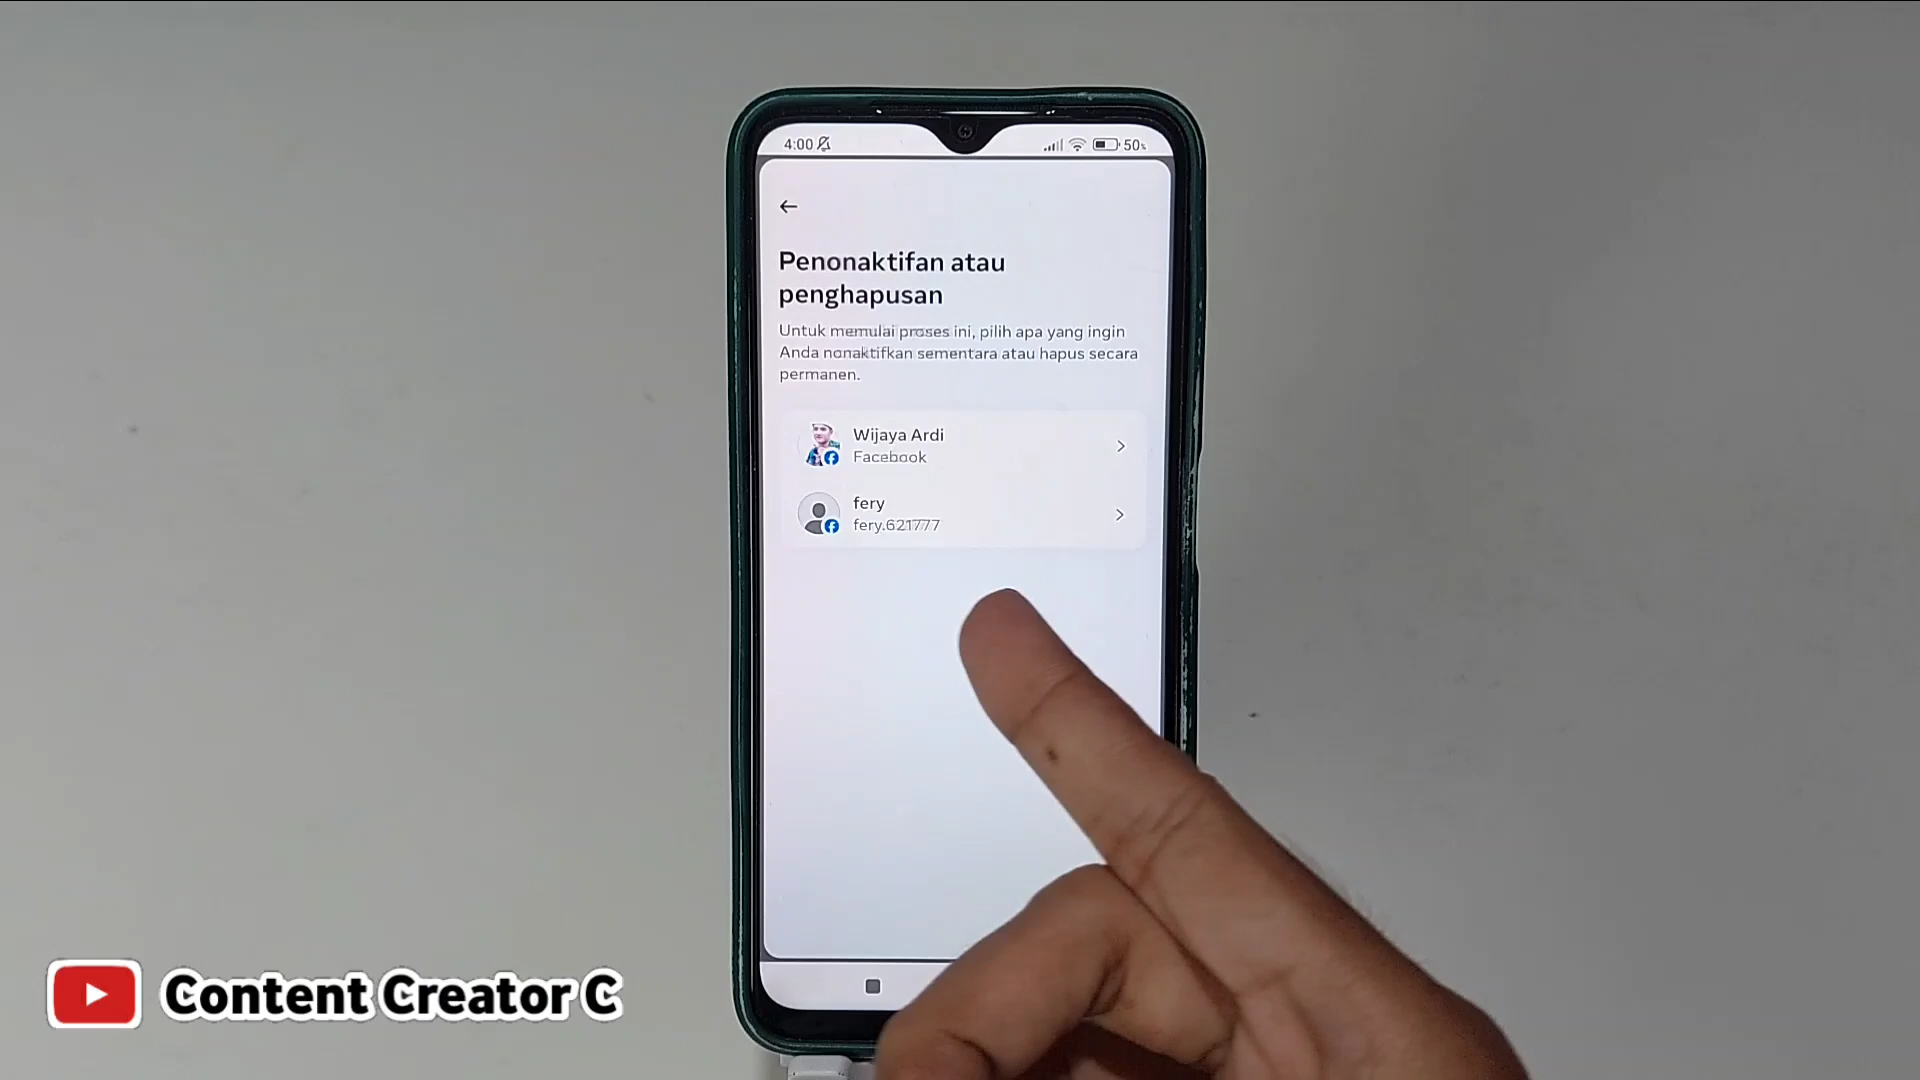 4:00
50%
Penonaktifan atau
penghapusan
Untuk memulai proses ini, pilih apa yang ingin
Anda nonaktifkan sementara atau hapus secara
permanen.
Wijaya Ardi
Facebook
fery
fery.621777
Content Creator C